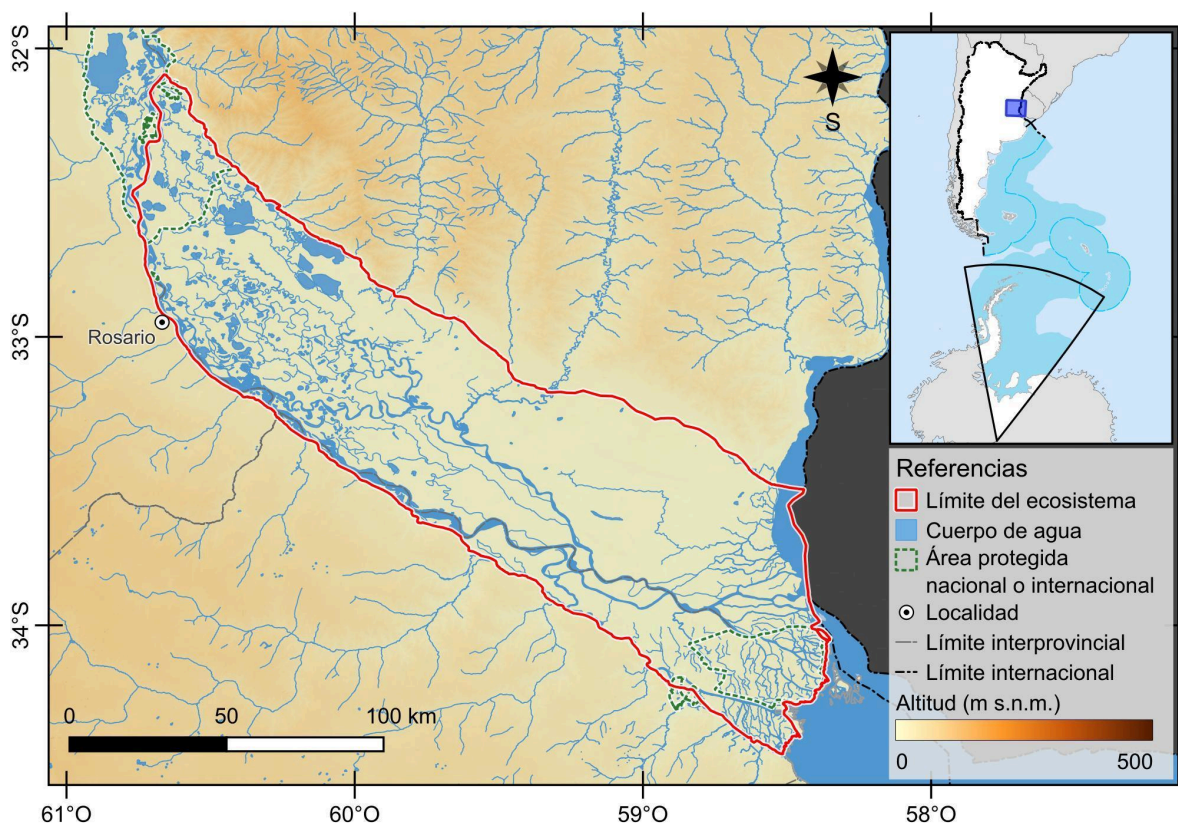 32°S
33°S
34°S
S
Rosario
0 50 100 km
61°O 60°O 59°O 58°O
Referencias
Límite del ecosistema
Cuerpo de agua
Área protegida
nacional o internacional
Localidad
Límite interprovincial
Límite internacional
Altitud (m s.n.m.)
0 500